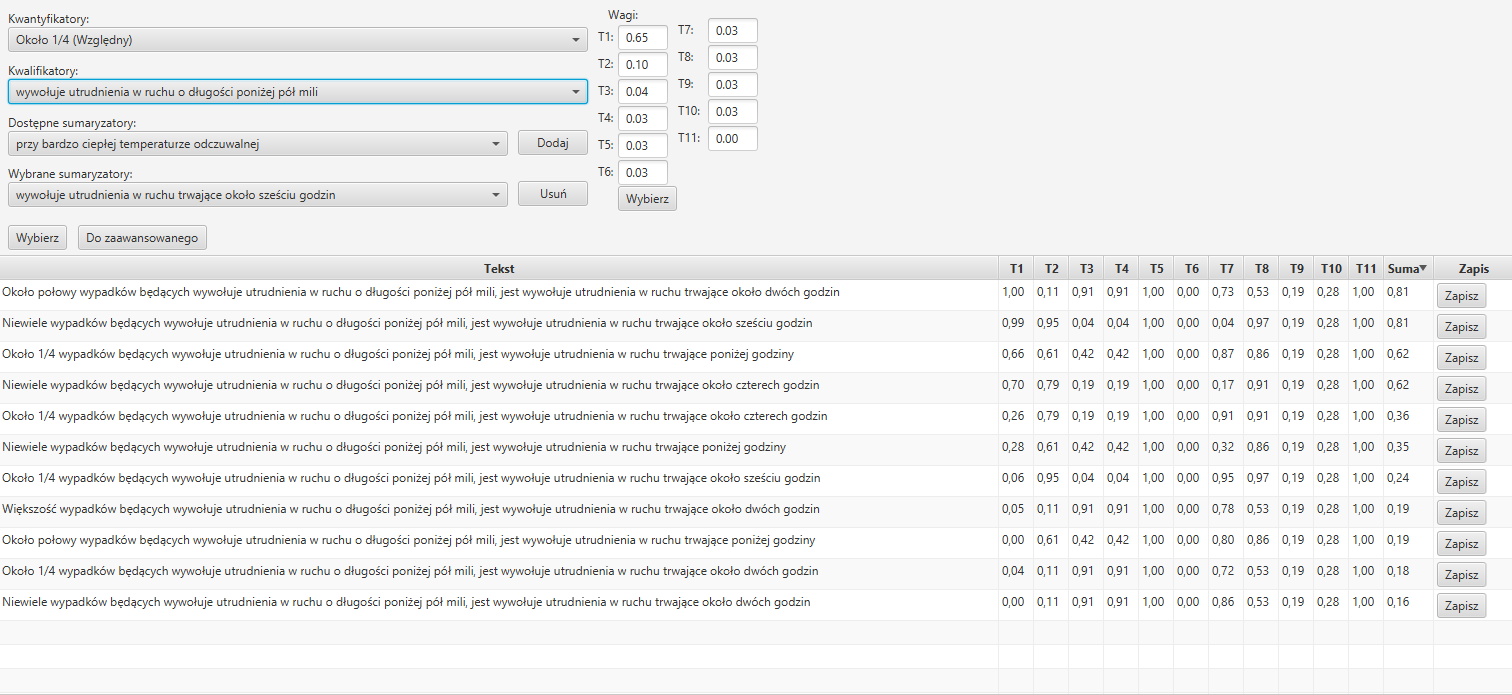 Kwantyfikatory:
Około 1/4 (Względny)
Kwalifikatory:
wywołuje utrudnienia w ruchu o długości poniżej pół mili
Dostępne sumaryzatory:
przy bardzo ciepłej temperaturze odczuwalnej
Dodaj
Wybrane sumaryzatory:
wywołuje utrudnienia w ruchu trwające około sześciu godzin
Usuń
Wybierz
Do zaawansowanego
Wagi:
T1: 0.65
T2: 0.10
T3: 0.04
T4: 0.03
T5: 0.03
T6: 0.03
Wybierz
T7: 0.03
T8: 0.03
T9: 0.03
T10: 0.03
T11: 0.00
Tekst T1 T2 T3 T4 T5 T6 T7 T8 T9 T10 T11 Suma Zapis
Około połowy wypadków będących wywołuje utrudnienia w ruchu o długości poniżej pół mili, jest wywołuje utrudnienia w ruchu trwające około dwóch godzin 1,00 0,11 0,91 0,91 1,00 0,00 0,73 0,53 0,19 0,28 1,00 0,81 Zapisz
Niewiele wypadków będących wywołuje utrudnienia w ruchu o długości poniżej pół mili, jest wywołuje utrudnienia w ruchu trwające około sześciu godzin 0,99 0,95 0,04 0,04 1,00 0,00 0,04 0,97 0,19 0,28 1,00 0,81 Zapisz
Około 1/4 wypadków będących wywołuje utrudnienia w ruchu o długości poniżej pół mili, jest wywołuje utrudnienia w ruchu trwające poniżej godziny 0,66 0,61 0,42 0,42 1,00 0,00 0,87 0,86 0,19 0,28 1,00 0,62 Zapisz
Niewiele wypadków będących wywołuje utrudnienia w ruchu o długości poniżej pół mili, jest wywołuje utrudnienia w ruchu trwające około czterech godzin 0,70 0,79 0,19 0,19 1,00 0,00 0,17 0,91 0,19 0,28 1,00 0,62 Zapisz
Około 1/4 wypadków będących wywołuje utrudnienia w ruchu o długości poniżej pół mili, jest wywołuje utrudnienia w ruchu trwające około czterech godzin 0,26 0,79 0,19 0,19 1,00 0,00 0,91 0,91 0,19 0,28 1,00 0,36 Zapisz
Niewiele wypadków będących wywołuje utrudnienia w ruchu o długości poniżej pół mili, jest wywołuje utrudnienia w ruchu trwające poniżej godziny 0,28 0,61 0,42 0,42 1,00 0,00 0,32 0,86 0,19 0,28 1,00 0,35 Zapisz
Około 1/4 wypadków będących wywołuje utrudnienia w ruchu o długości poniżej pół mili, jest wywołuje utrudnienia w ruchu trwające około sześciu godzin 0,06 0,95 0,04 0,04 1,00 0,00 0,95 0,97 0,19 0,28 1,00 0,24 Zapisz
Większość wypadków będących wywołuje utrudnienia w ruchu o długości poniżej pół mili, jest wywołuje utrudnienia w ruchu trwające około dwóch godzin 0,05 0,11 0,91 0,91 1,00 0,00 0,78 0,53 0,19 0,28 1,00 0,19 Zapisz
Około połowy wypadków będących wywołuje utrudnienia w ruchu o długości poniżej pół mili, jest wywołuje utrudnienia w ruchu trwające poniżej godziny 0,00 0,61 0,42 0,42 1,00 0,00 0,80 0,86 0,19 0,28 1,00 0,19 Zapisz
Około 1/4 wypadków będących wywołuje utrudnienia w ruchu o długości poniżej pół mili, jest wywołuje utrudnienia w ruchu trwające około dwóch godzin 0,04 0,11 0,91 0,91 1,00 0,00 0,72 0,53 0,19 0,28 1,00 0,18 Zapisz
Niewiele wypadków będących wywołuje utrudnienia w ruchu o długości poniżej pół mili, jest wywołuje utrudnienia w ruchu trwające około dwóch godzin 0,00 0,11 0,91 0,91 1,00 0,00 0,86 0,53 0,19 0,28 1,00 0,16 Zapisz